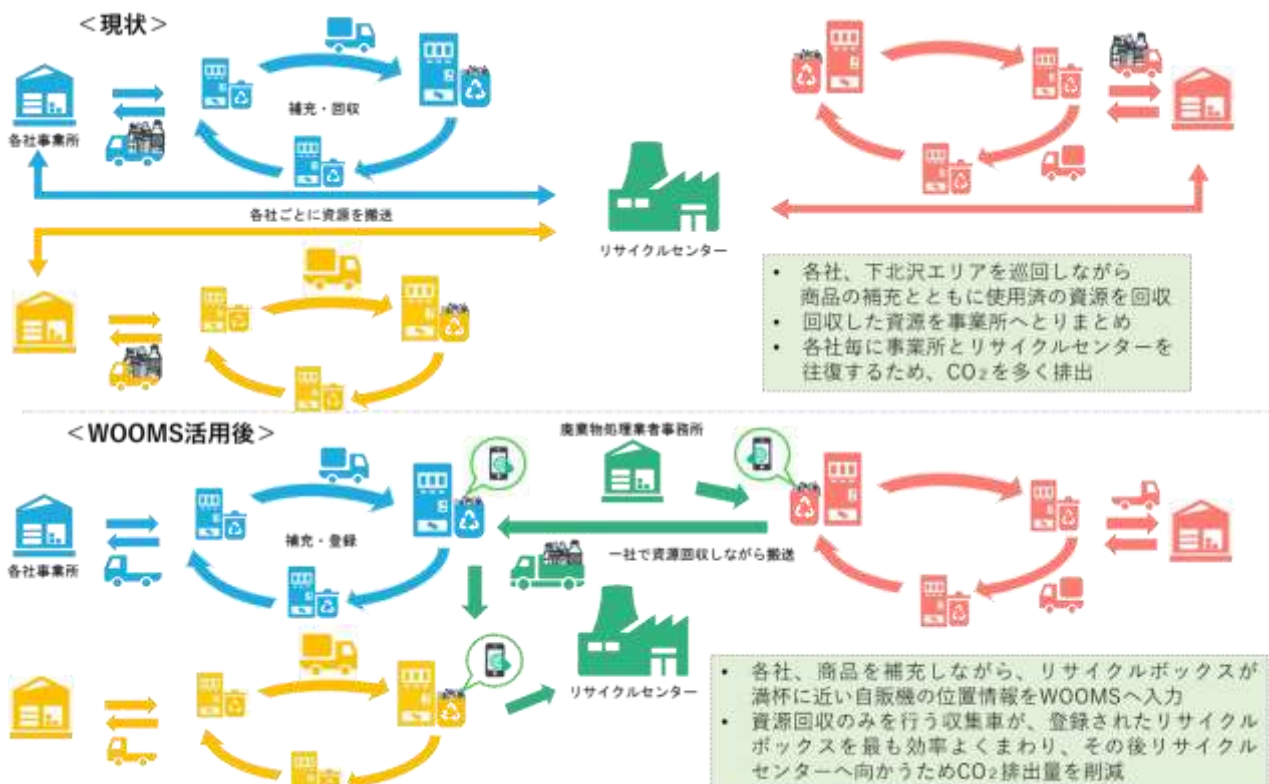 ＜現状＞
各社事業所
補充・回収
各社ごとに資源を搬送
リサイクルセンター
• 各社、下北沢エリアを巡回しながら
商品の補充とともに使用済の資源を回収
• 回収した資源を事業所へとりまとめ
• 各社毎に事業所とリサイクルセンターを
往復するため、CO₂を多く排出
＜WOOMS活用後＞
廃棄物処理業者事務所
各社事業所
補充・登録
一社で資源回収しながら搬送
リサイクルセンター
• 各社、商品を補充しながら、リサイクルボックスが
満杯に近い自販機の位置情報をWOOMSへ入力
• 資源回収のみを行う収集車が、登録されたリサイクル
ボックスを最も効率よくまわり、その後リサイクル
センターへ向かうためCO₂排出量を削減